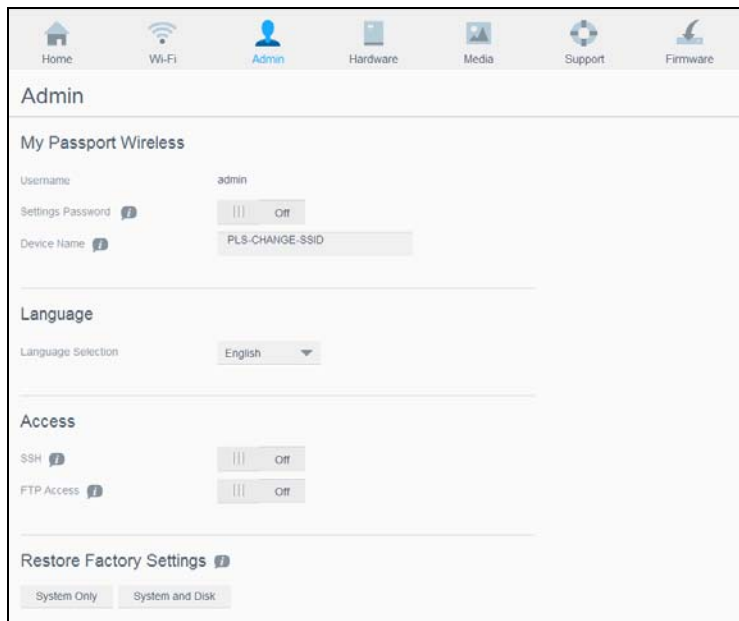 Home Wi-Fi Admin Hardware Media Support Firmware
Admin
My Passport Wireless
Username admin
Settings Password i Off
Device Name i PLS-CHANGE-SSID
Language
Language Selection English
Access
SSH i Off
FTP Access i Off
Restore Factory Settings i
System Only System and Disk